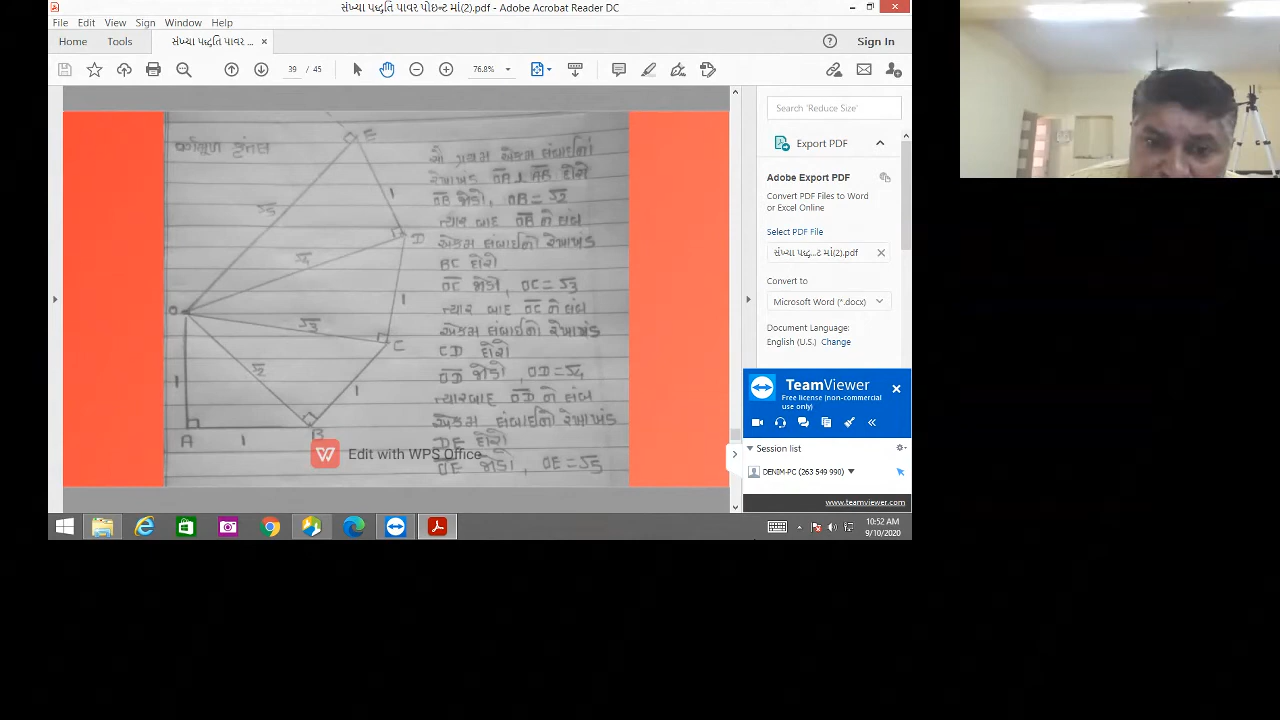 સંખ્યા પદ્ધતિ પાવર પોઇન્ટ માં(2).pdf - Adobe Acrobat Reader DC
File Edit View Sign Window Help
Home Tools સંખ્યા પદ્ધતિ પાવર ... × Sign In
39 / 45 76.8%
વર્ગમૂળ કુંતલ
E
સૌ પ્રથમ એકમ લંબાઈનો
રેખાખંડ OA ⊥ AB દોરો
OB જોડો, OB = √2
ત્યાર બાદ OB ને લંબ
એકમ લંબાઈનો રેખાખંડ
BC દોરો
OC જોડો, OC = √3
ત્યાર બાદ OC ને લંબ
એકમ લંબાઈનો રેખાખંડ
CD દોરો
OD જોડો, OD = √4
ત્યારબાદ OD ને લંબ
એકમ લંબાઈનો રેખાખંડ
DE દોરો
OE જોડો, OE = √5
1
√5
D
√4
O
1
√3
C
√2
1
1
A
1
B
Edit with WPS Office
Search 'Reduce Size'
Export PDF
Adobe Export PDF
Convert PDF Files to Word
or Excel Online
Select PDF File
સંખ્યા પદ્ધ...ટ માં(2).pdf ×
Convert to
Microsoft Word (*.docx)
Document Language:
English (U.S.) Change
TeamViewer
Free license (non-commercial
use only)
Session list
DENIM-PC (263 549 990)
www.teamviewer.com
10:52 AM
9/10/2020